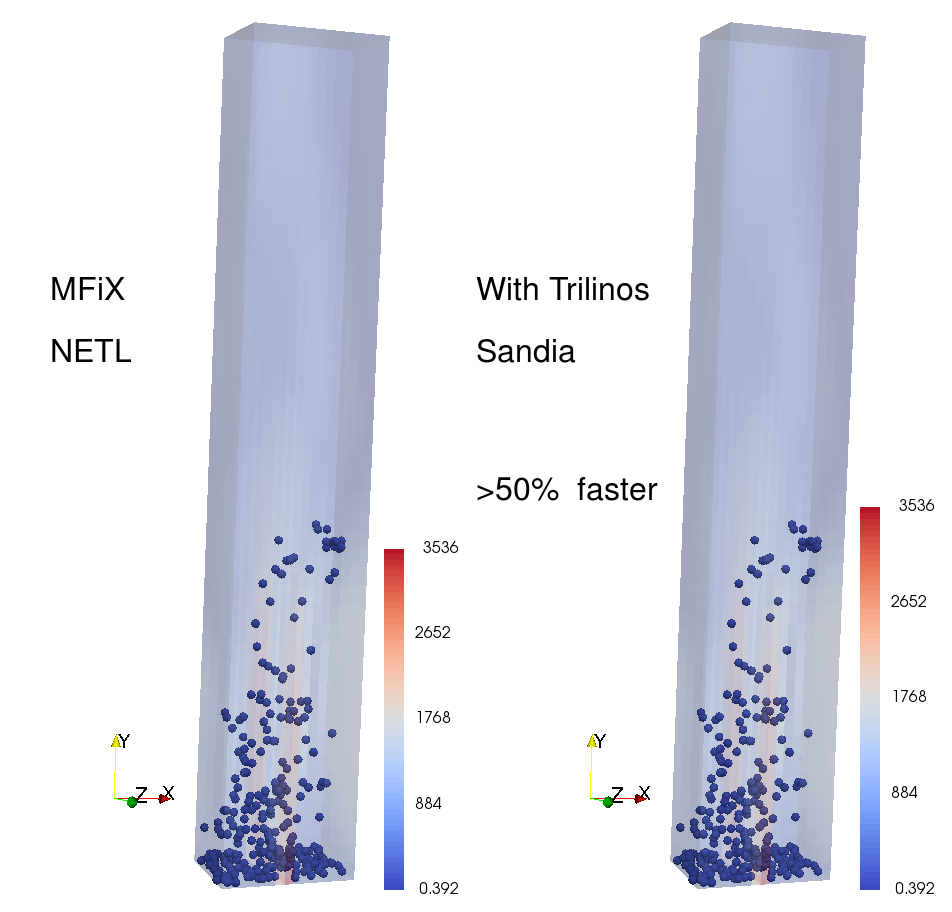 MFiX
NETL
With Trilinos
Sandia
>50% faster
3536
2652
1768
884
0.392
3536
2652
1768
884
0.392
Y
Z
X
Y
Z
X